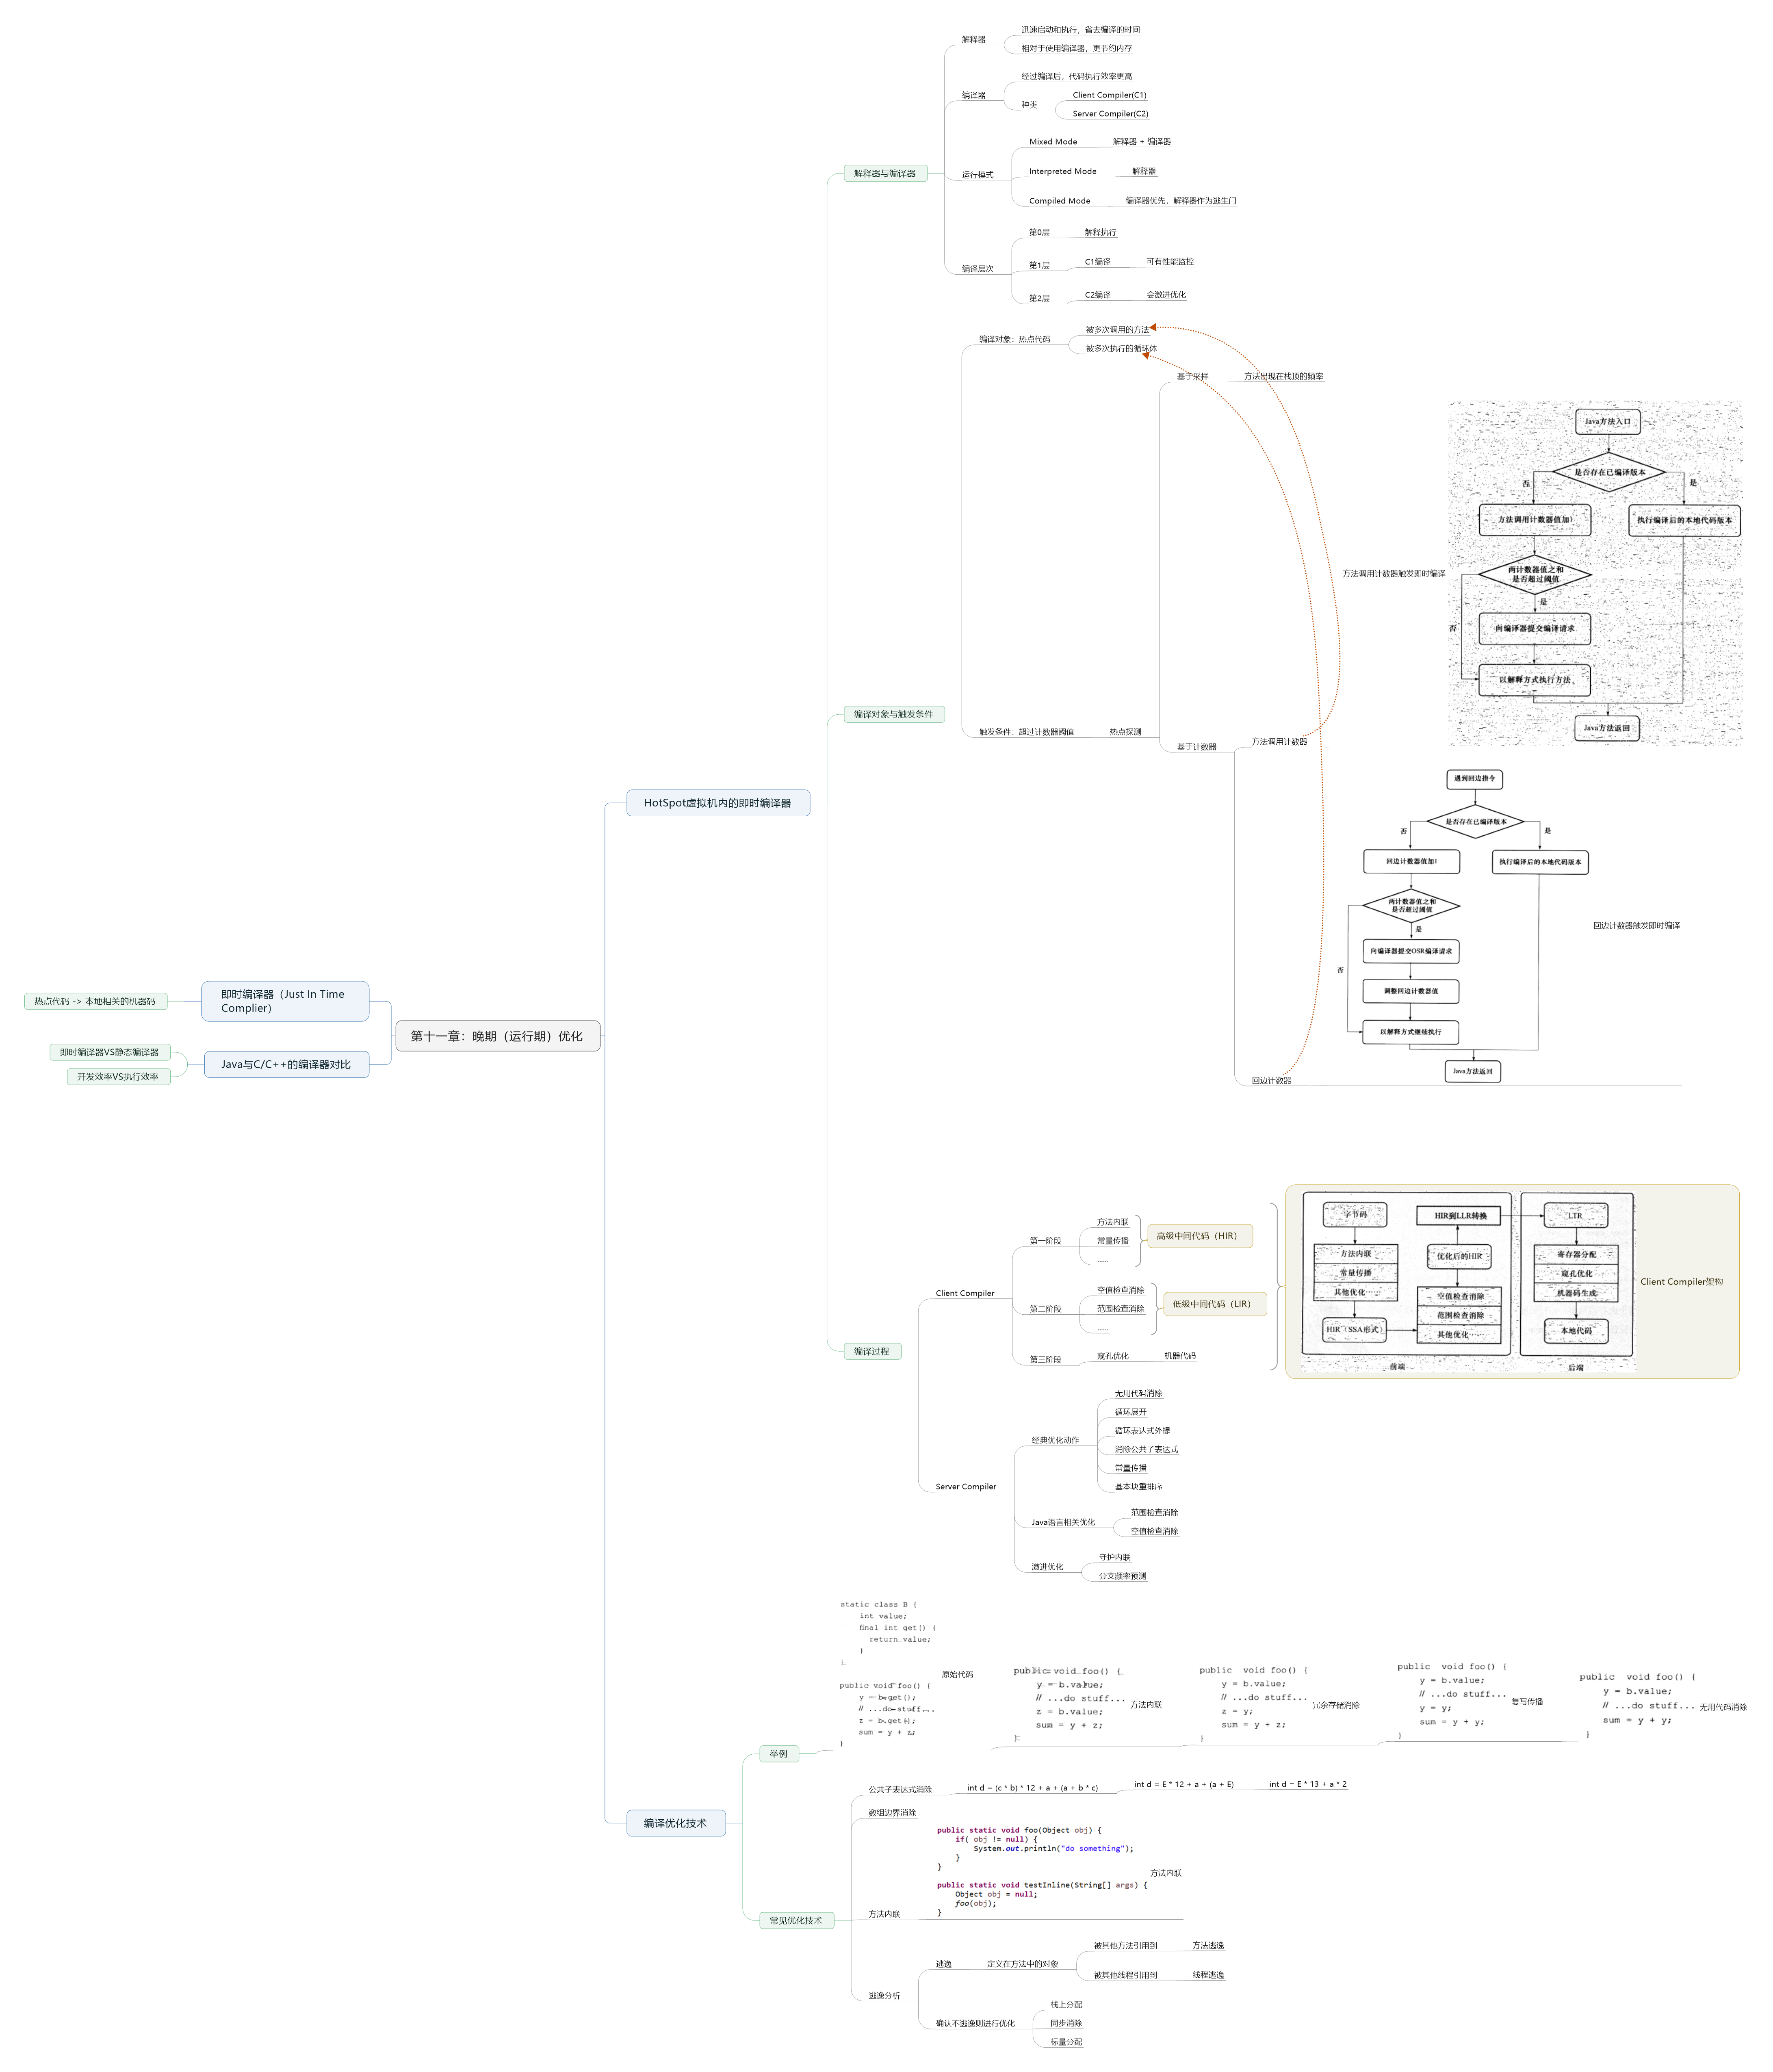 第十一章：晚期（运行期）优化
即时编译器（Just In Time
Complier）
热点代码 -> 本地相关的机器码
Java与C/C++的编译器对比
即时编译器VS静态编译器
开发效率VS执行效率
HotSpot虚拟机内的即时编译器
解释器与编译器
解释器
迅速启动和执行，省去编译的时间
相对于使用编译器，更节约内存
编译器
经过编译后，代码执行效率更高
种类
Client Compiler(C1)
Server Compiler(C2)
运行模式
Mixed Mode
解释器 + 编译器
Interpreted Mode
解释器
Compiled Mode
编译器优先，解释器作为逃生门
编译层次
第0层
解释执行
第1层
C1编译
可有性能监控
第2层
C2编译
会激进优化
编译对象与触发条件
编译对象：热点代码
被多次调用的方法
被多次执行的循环体
触发条件：超过计数器阈值
热点探测
基于采样
方法出现在栈顶的频率
基于计数器
方法调用计数器
方法调用计数器触发即时编译
Java方法入口
是否存在已编译版本
否
是
方法调用计数器值加1
执行编译后的本地代码版本
两计数器值之和
是否超过阈值
是
否
向编译器提交编译请求
以解释方式执行方法
Java方法返回
回边计数器
遇到回边指令
是否存在已编译版本
否
是
回边计数器值加1
执行编译后的本地代码版本
两计数器值之和
是否超过阈值
是
否
向编译器提交OSR编译请求
调整回边计数器值
以解释方式继续执行
Java方法返回
回边计数器触发即时编译
编译过程
Client Compiler
第一阶段
方法内联
常量传播
......
高级中间代码（HIR）
第二阶段
空值检查消除
范围检查消除
......
低级中间代码（LIR）
第三阶段
窥孔优化
机器代码
字节码
方法内联
常量传播
其他优化……
HIR（SSA形式）
HIR到LLR转换
优化后的HIR
空值检查消除
范围检查消除
其他优化……
前端
LTR
寄存器分配
窥孔优化
机器码生成
本地代码
后端
Client Compiler架构
Server Compiler
经典优化动作
无用代码消除
循环展开
循环表达式外提
消除公共子表达式
常量传播
基本块重排序
Java语言相关优化
范围检查消除
空值检查消除
激进优化
守护内联
分支频率预测
编译优化技术
举例
static class B {
int value;
final int get() {
return value;
}
}
public void foo() {
y = b.get();
// ...do stuff...
z = b.get();
sum = y + z;
}
原始代码
public void foo() {
y = b.value;
// ...do stuff...
z = b.value;
sum = y + z;
}
方法内联
public void foo() {
y = b.value;
// ...do stuff...
z = y;
sum = y + z;
}
冗余存储消除
public void foo() {
y = b.value;
// ...do stuff...
y = y;
sum = y + y;
}
复写传播
public void foo() {
y = b.value;
// ...do stuff...
sum = y + y;
}
无用代码消除
常见优化技术
公共子表达式消除
int d = (c * b) * 12 + a + (a + b * c)
int d = E * 12 + a + (a + E)
int d = E * 13 + a * 2
数组边界消除
方法内联
public static void foo(Object obj) {
if( obj != null) {
System.out.println("do something");
}
}
public static void testInline(String[] args) {
Object obj = null;
foo(obj);
}
方法内联
逃逸分析
逃逸
定义在方法中的对象
被其他方法引用到
方法逃逸
被其他线程引用到
线程逃逸
确认不逃逸则进行优化
栈上分配
同步消除
标量分配